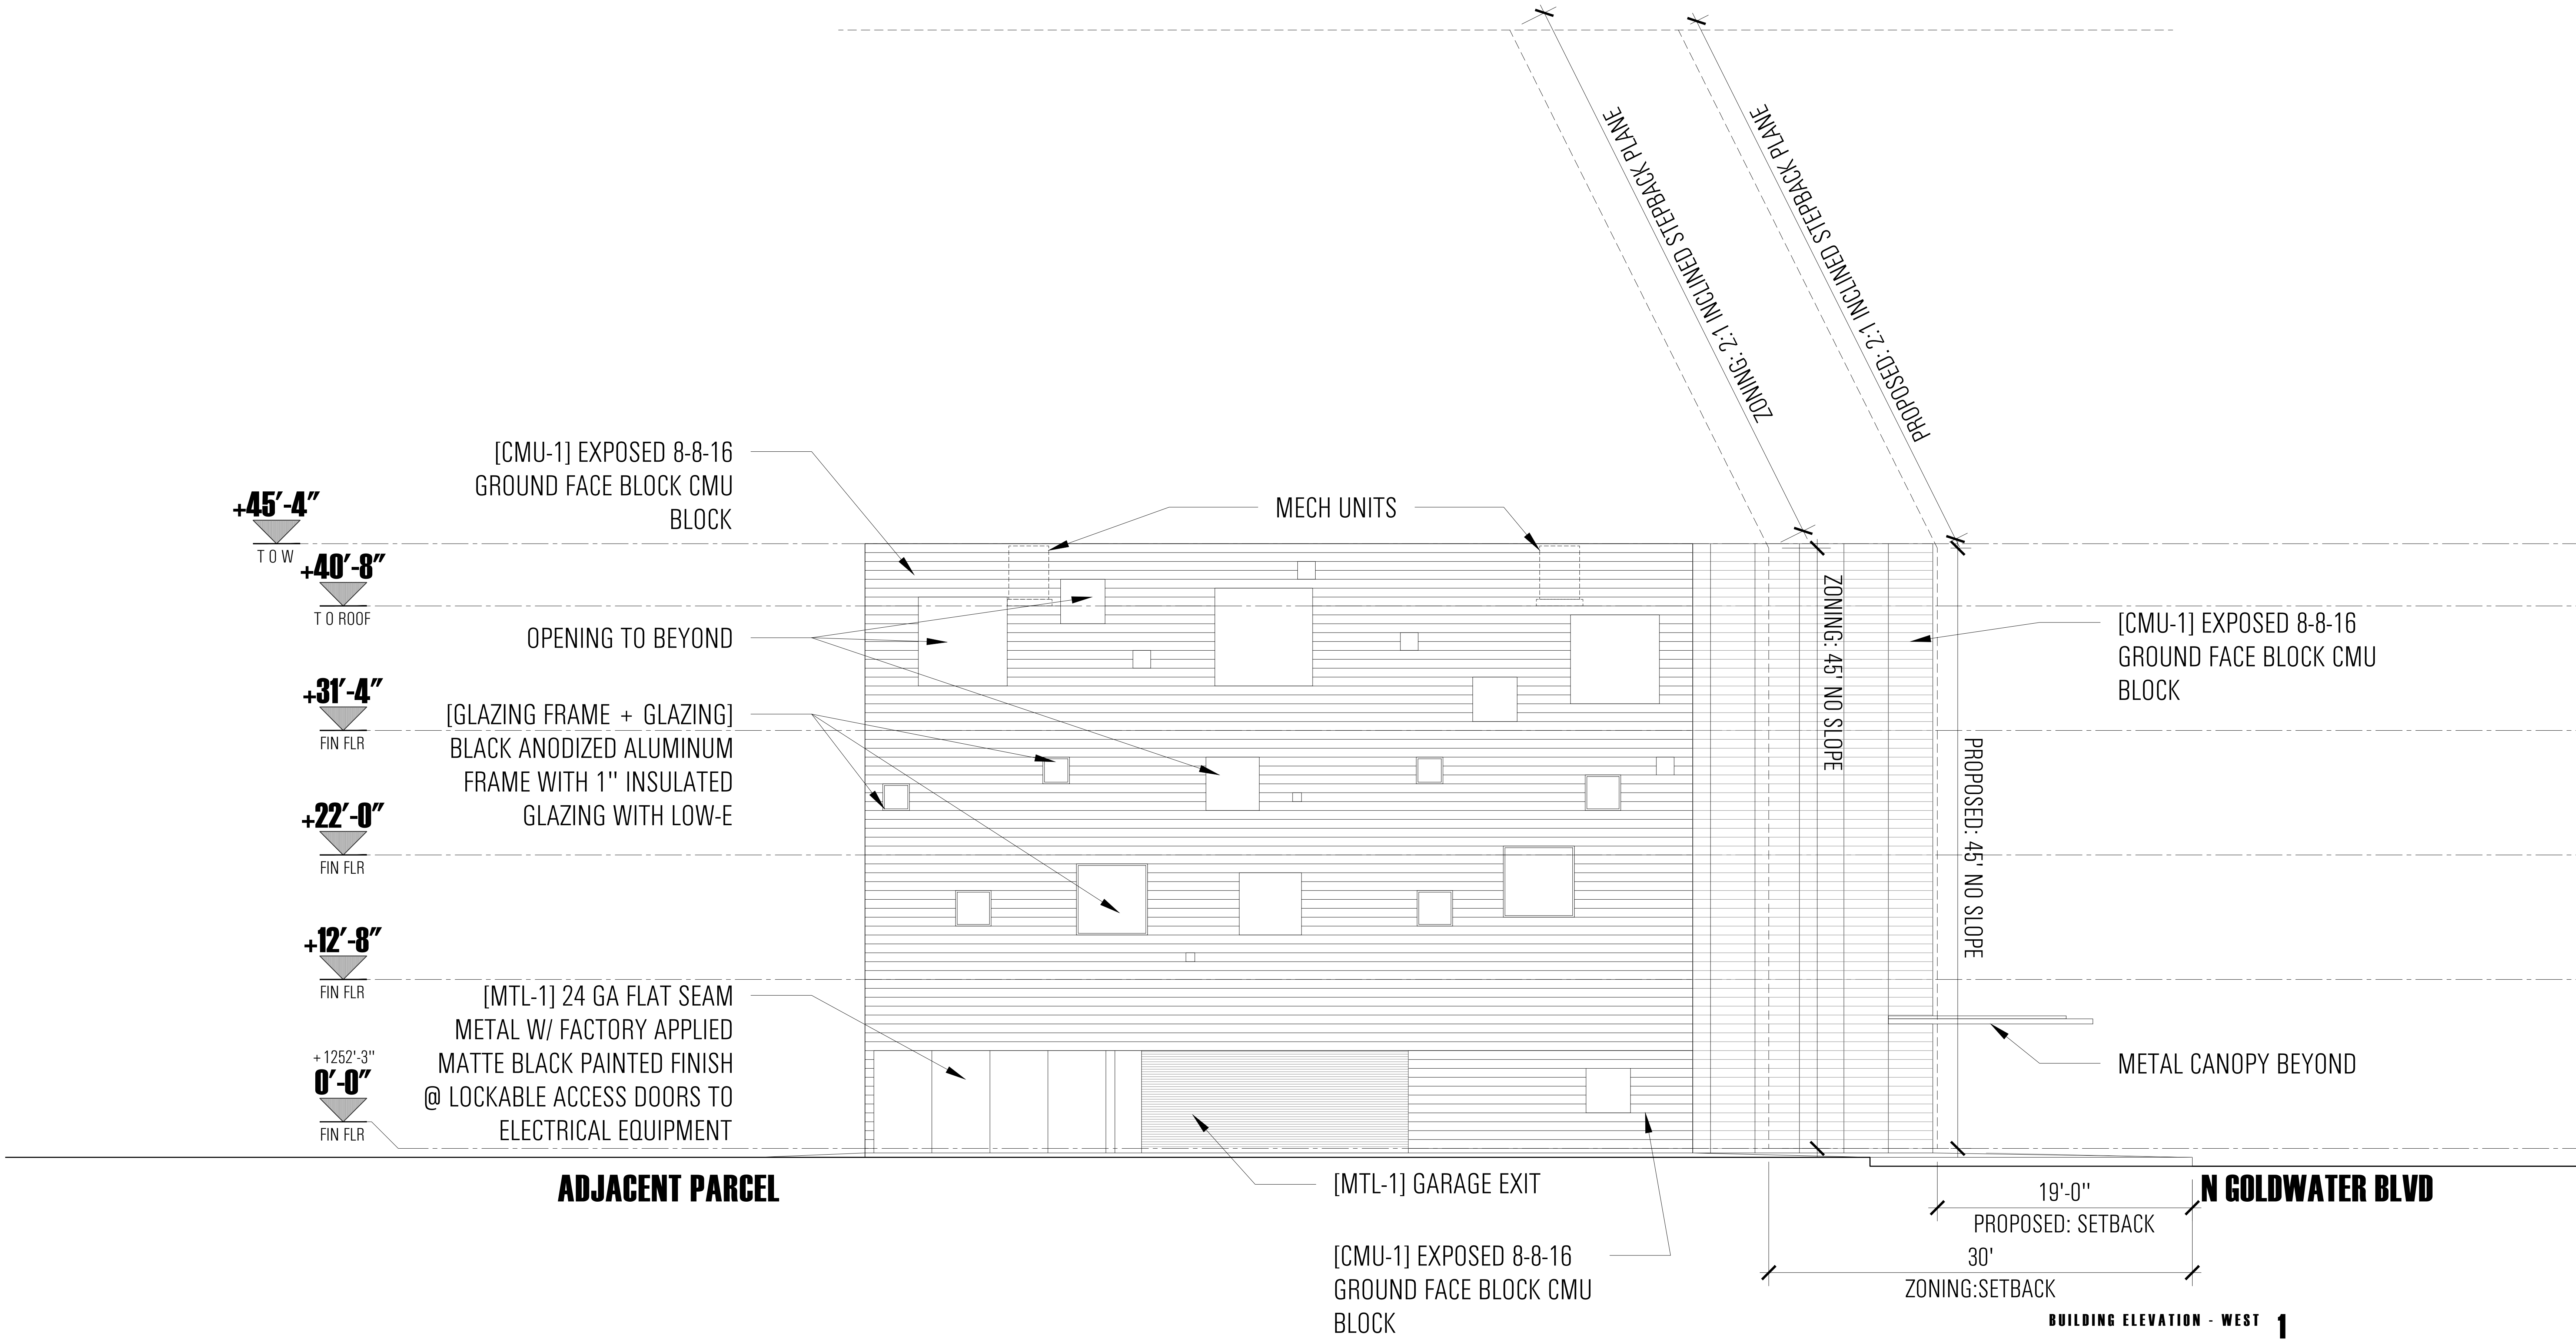 ZONING: 2:1 INCLINED STEPBACK PLANE
PROPOSED: 2:1 INCLINED STEPBACK PLANE
[CMU-1] EXPOSED 8-8-16
GROUND FACE BLOCK CMU
BLOCK
MECH UNITS
+45'-4"
T O W
+40'-8"
T O ROOF
OPENING TO BEYOND
+31'-4"
FIN FLR
[GLAZING FRAME + GLAZING]
BLACK ANODIZED ALUMINUM
FRAME WITH 1" INSULATED
GLAZING WITH LOW-E
+22'-0"
FIN FLR
+12'-8"
FIN FLR
[MTL-1] 24 GA FLAT SEAM
METAL W/ FACTORY APPLIED
MATTE BLACK PAINTED FINISH
@ LOCKABLE ACCESS DOORS TO
ELECTRICAL EQUIPMENT
+1252'-3"
0'-0"
FIN FLR
ZONING: 45' NO SLOPE
PROPOSED: 45' NO SLOPE
[CMU-1] EXPOSED 8-8-16
GROUND FACE BLOCK CMU
BLOCK
METAL CANOPY BEYOND
ADJACENT PARCEL
[MTL-1] GARAGE EXIT
[CMU-1] EXPOSED 8-8-16
GROUND FACE BLOCK CMU
BLOCK
N GOLDWATER BLVD
19'-0"
PROPOSED: SETBACK
30'
ZONING:SETBACK
BUILDING ELEVATION - WEST 1